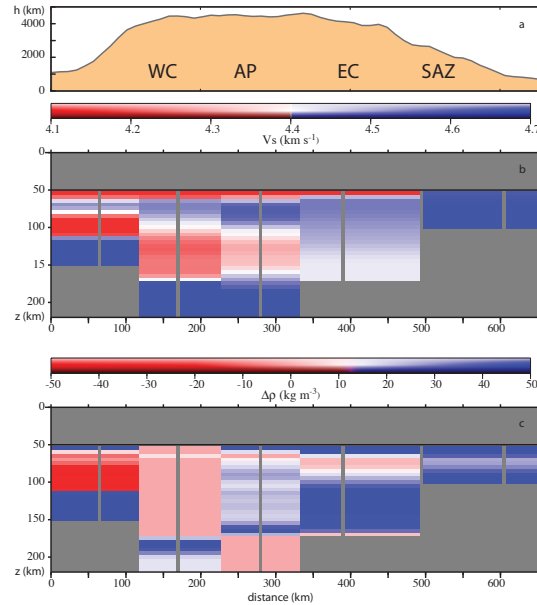 h (km)
4000
2000
0
a
WC AP EC SAZ
4.1 4.2 4.3 4.4 4.5 4.6 4.7
Vs (km s-1)
0
50
100
15
200
z (km)
b
0 100 200 300 400 500 600
-50 -40 -30 -20 -10 0 10 20 30 40 50
Δρ (kg m-3)
0
50
100
150
200
z (km)
c
0 100 200 300 400 500 600
distance (km)